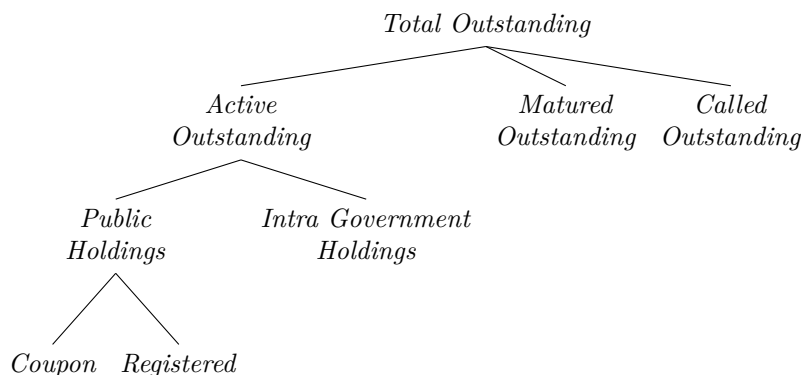 Total Outstanding
Active
Outstanding
Matured
Outstanding
Called
Outstanding
Public
Holdings
Intra Government
Holdings
Coupon
Registered